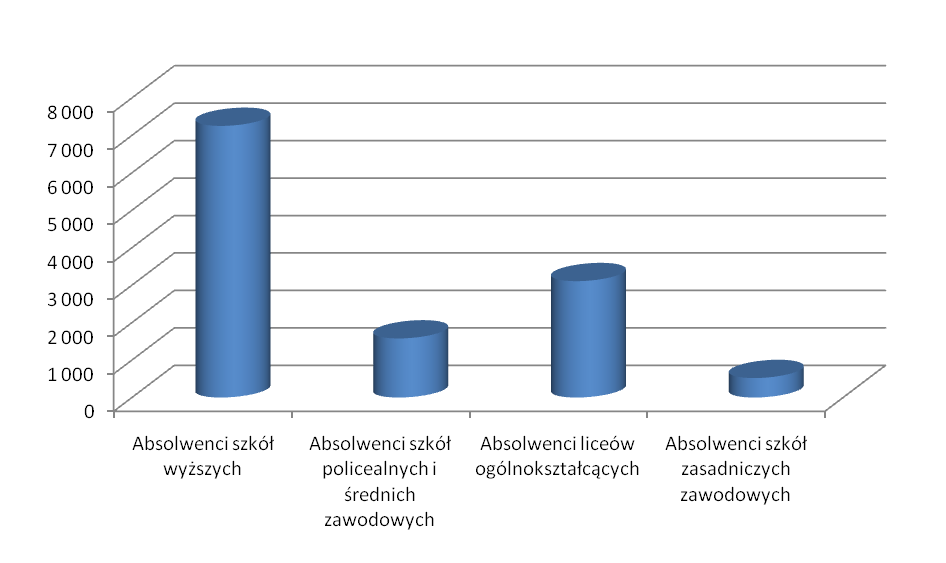 8 000
7 000
6 000
5 000
4 000
3 000
2 000
1 000
0
Absolwenci szkół
wyższych
Absolwenci szkół
policealnych i
średnich
zawodowych
Absolwenci liceów
ogólnokształcących
Absolwenci szkół
zasadniczych
zawodowych